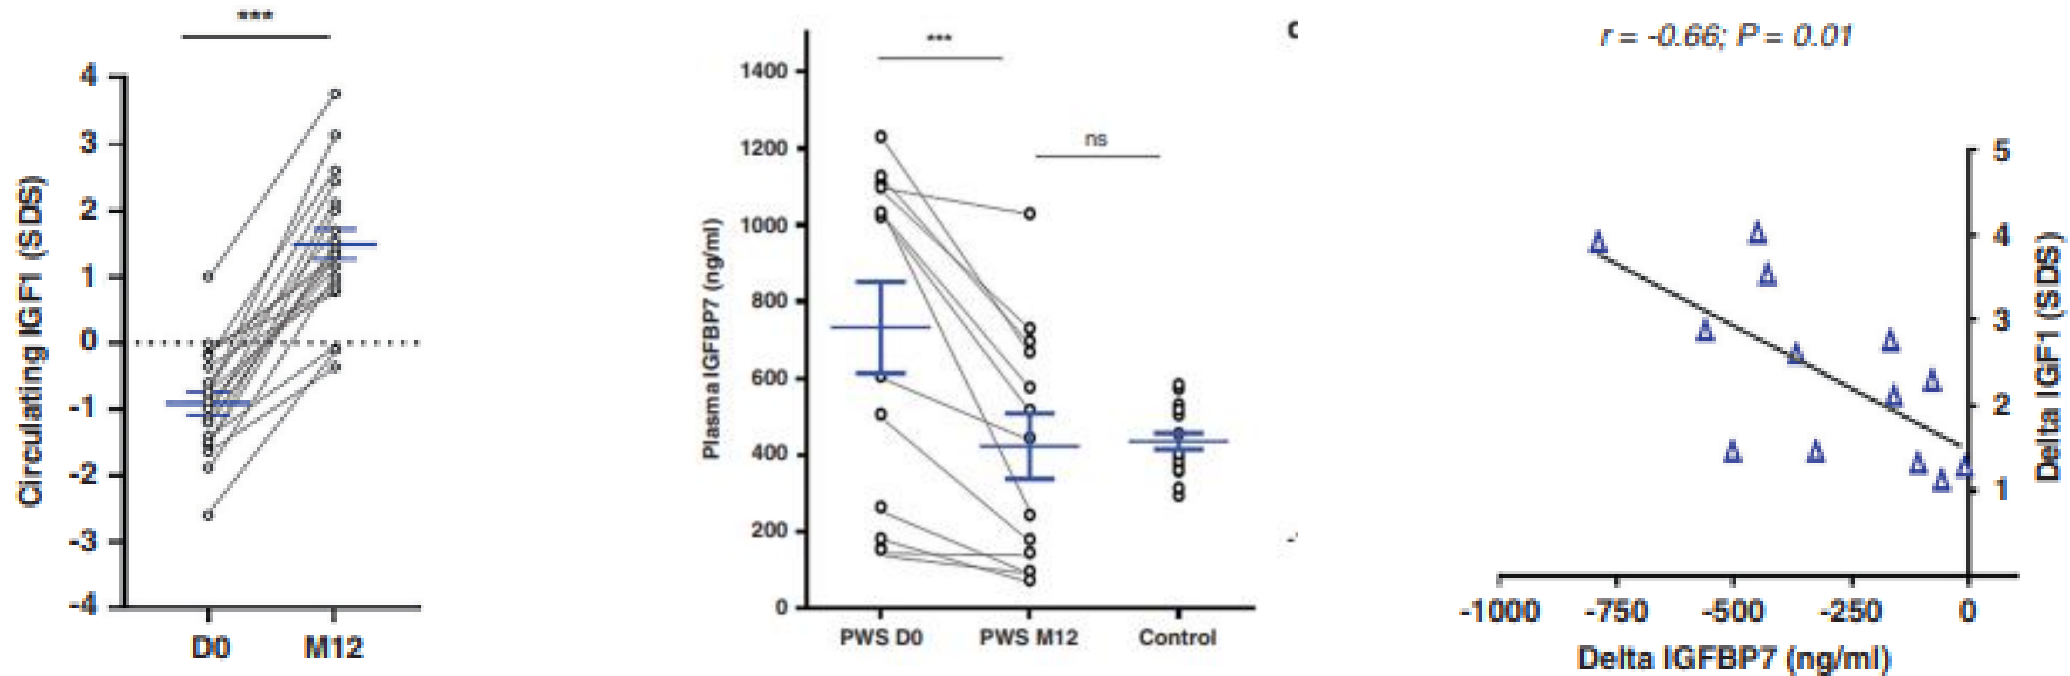 ***
4
3
2
1
0
-1
-2
-3
-4
Circulating IGF1 (SDS)
D0 M12
***
ns
1400
1200
1000
800
600
400
200
0
Plasma IGFBP7 (ng/ml)
PWS D0 PWS M12 Control
r = -0.66; P = 0.01
5
4
3
2
1
Delta IGF1 (SDS)
-1000 -750 -500 -250 0
Delta IGFBP7 (ng/ml)